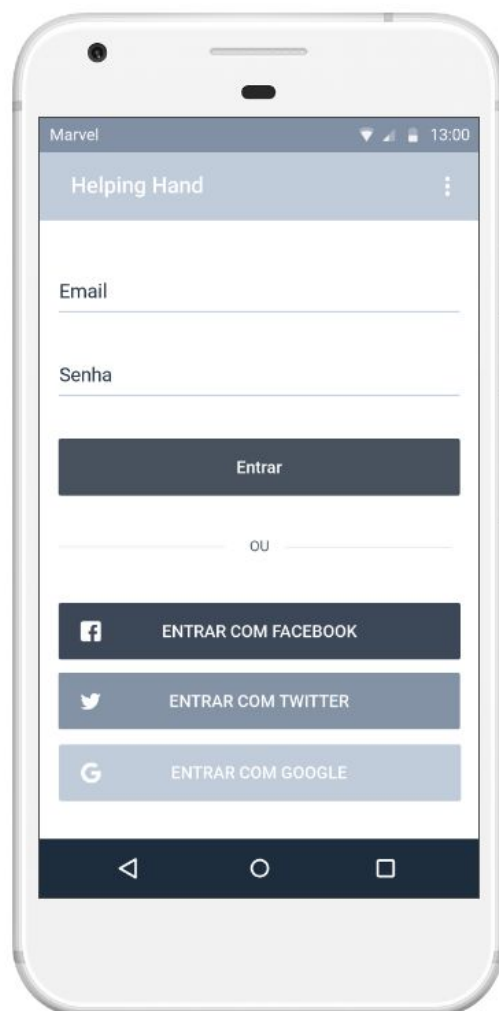 Marvel 13:00
Helping Hand
Email
Senha
Entrar
OU
ENTRAR COM FACEBOOK
ENTRAR COM TWITTER
ENTRAR COM GOOGLE